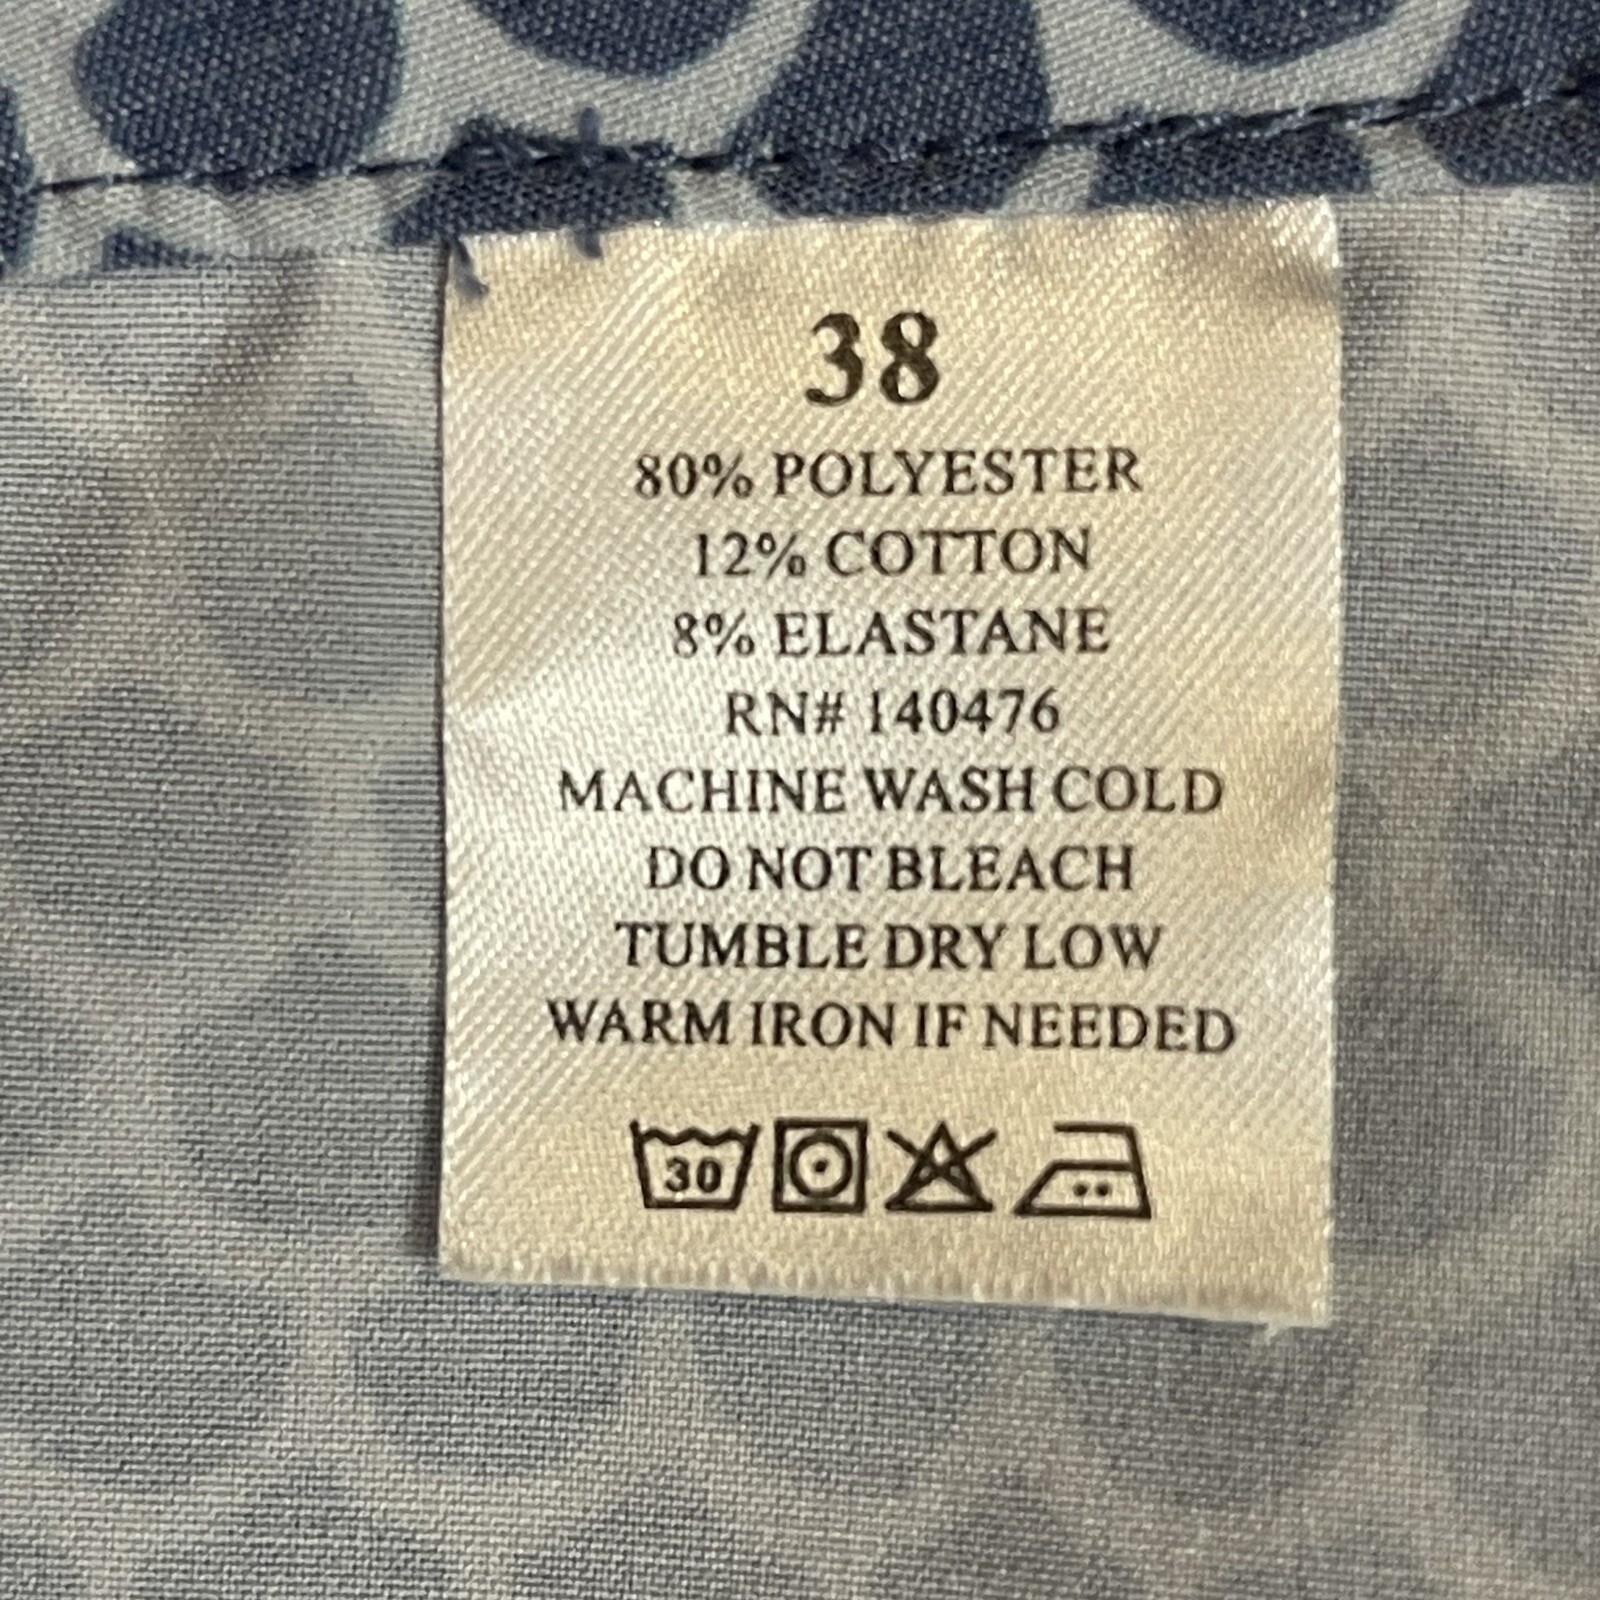 38
80% POLYESTER
12% COTTON
8% ELASTANE
RN# 140476
MACHINE WASH COLD
DO NOT BLEACH
TUMBLE DRY LOW
WARM IRON IF NEEDED
30